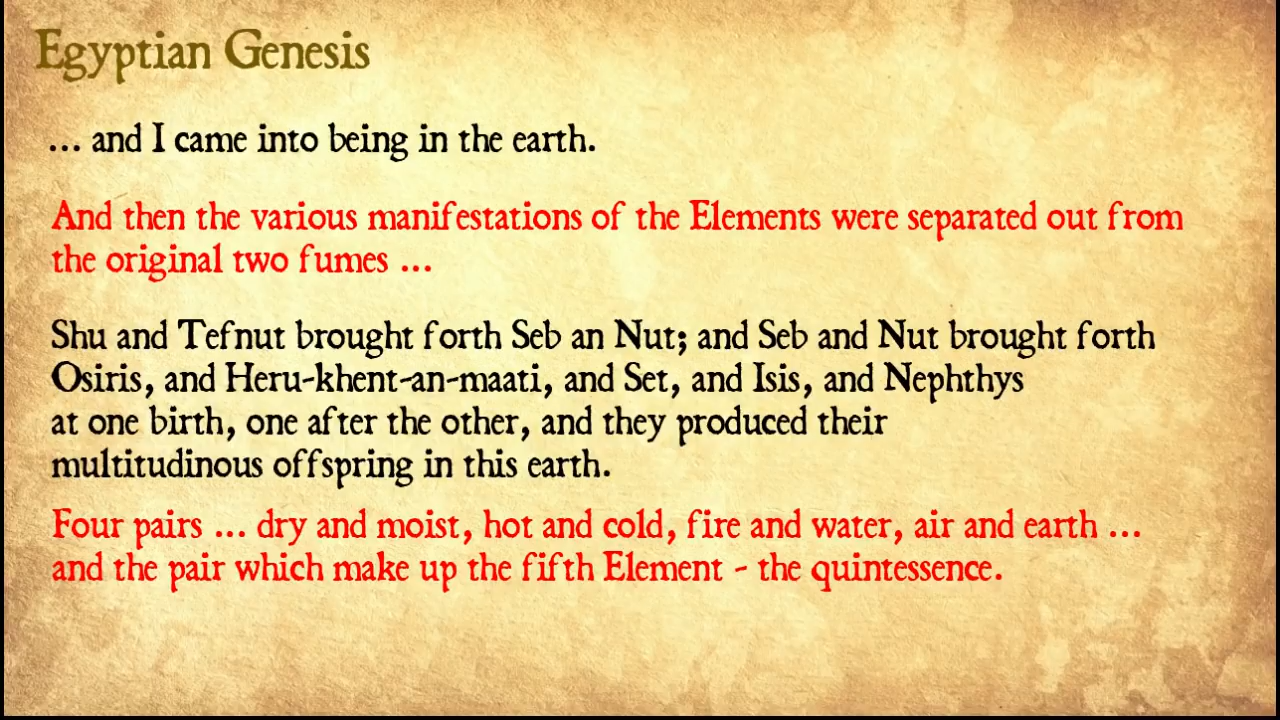 Egyptian Genesis
... and I came into being in the earth.
And then the various manifestations of the Elements were separated out from
the original two fumes ...
Shu and Tefnut brought forth Seb an Nut; and Seb and Nut brought forth
Osiris, and Heru-khent-an-maati, and Set, and Isis, and Nephthys
at one birth, one after the other, and they produced their
multitudinous offspring in this earth.
Four pairs ... dry and moist, hot and cold, fire and water, air and earth ...
and the pair which make up the fifth Element - the quintessence.